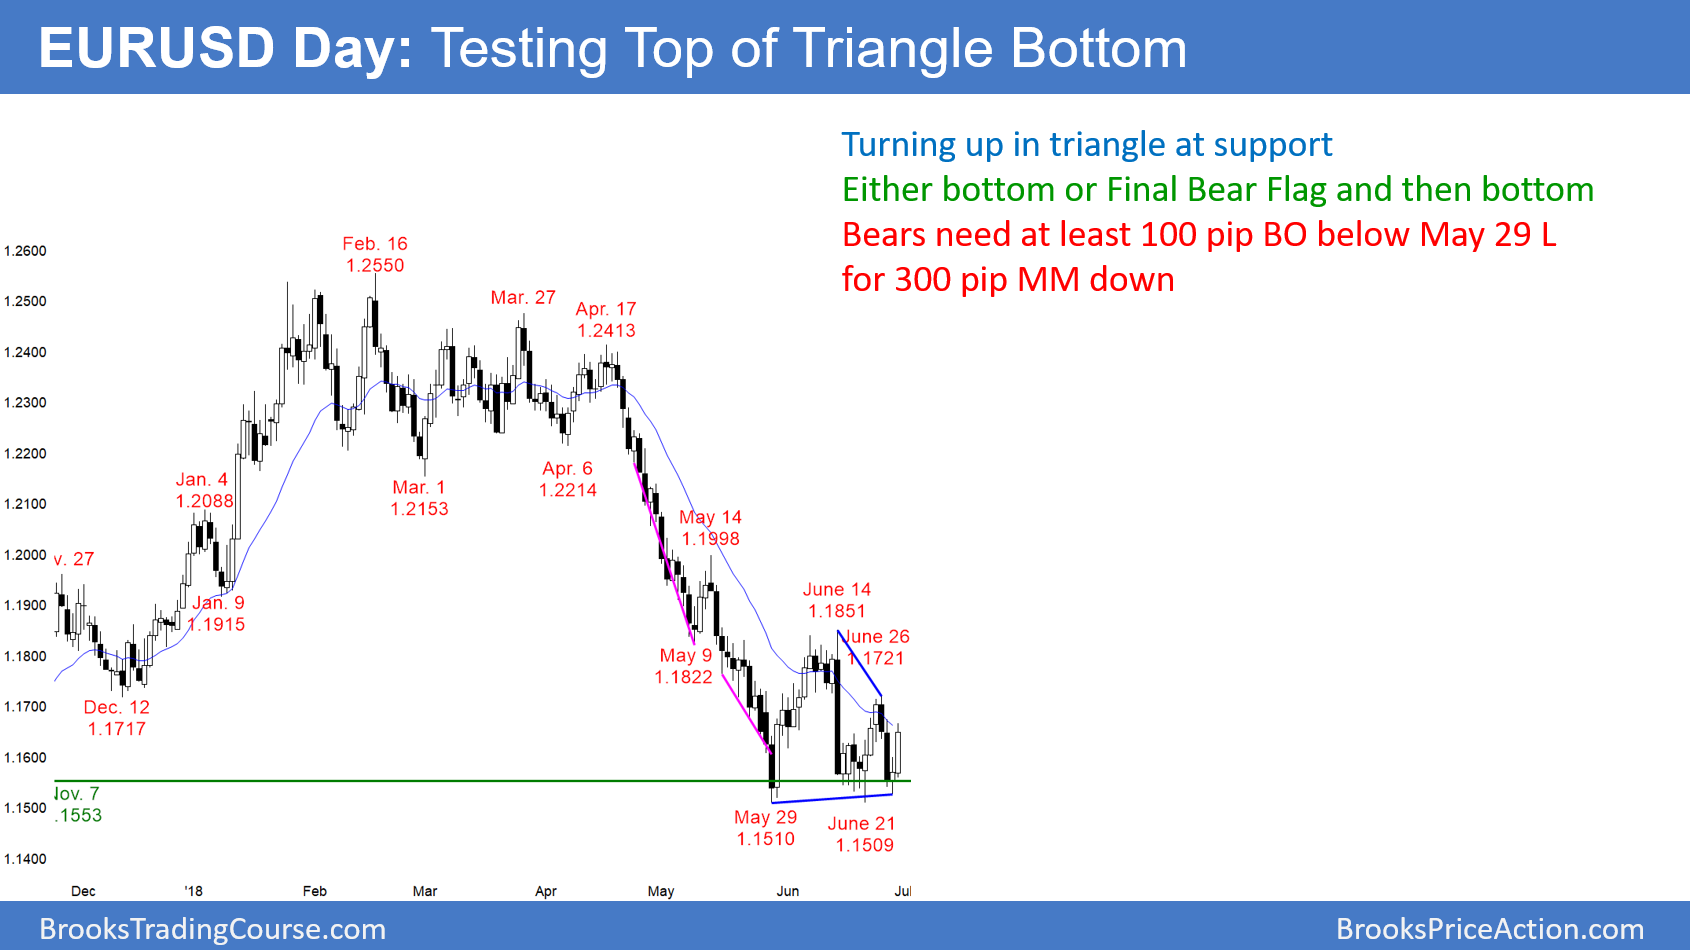 EURUSD Day: Testing Top of Triangle Bottom
Turning up in triangle at support
Either bottom or Final Bear Flag and then bottom
Bears need at least 100 pip BO below May 29 L
for 300 pip MM down
1.2600
1.2500
1.2400
1.2300
1.2200
1.2100
1.2000
1.1900
1.1800
1.1700
1.1600
1.1500
1.1400
v. 27
Dec. 12
1.1717
Jan. 4
1.2088
Jan. 9
1.1915
Feb. 16
1.2550
Mar. 1
1.2153
Mar. 27
Apr. 6
1.2214
Apr. 17
1.2413
May 9
1.1822
May 14
1.1998
May 29
1.1510
June 14
1.1851
June 26
1.1721
June 21
1.1509
Nov. 7
.1553
Dec '18 Feb Mar Apr May Jun Jul
BrooksTradingCourse.com
BrooksPriceAction.com